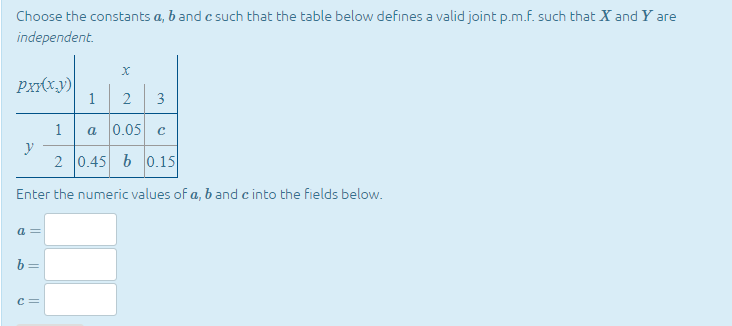 Choose the constants a, b and c such that the table below defines a valid joint p.m.f. such that X and Y are
independent.
x
pXY(x,y)
1 2 3
1 a 0.05 c
y
2 0.45 b 0.15
Enter the numeric values of a, b and c into the fields below.
a =
b =
c =